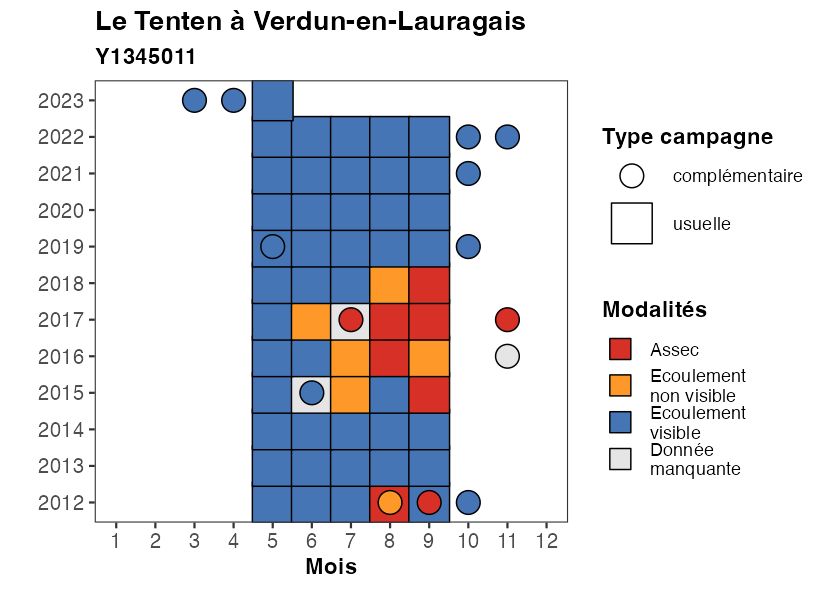 Le Tenten à Verdun-en-Lauragais
Y1345011
2023
2022
2021
2020
2019
2018
2017
2016
2015
2014
2013
2012
1 2 3 4 5 6 7 8 9 10 11 12
Mois
Type campagne
complémentaire
usuelle
Modalités
Assec
Ecoulement
non visible
Ecoulement
visible
Donnée
manquante